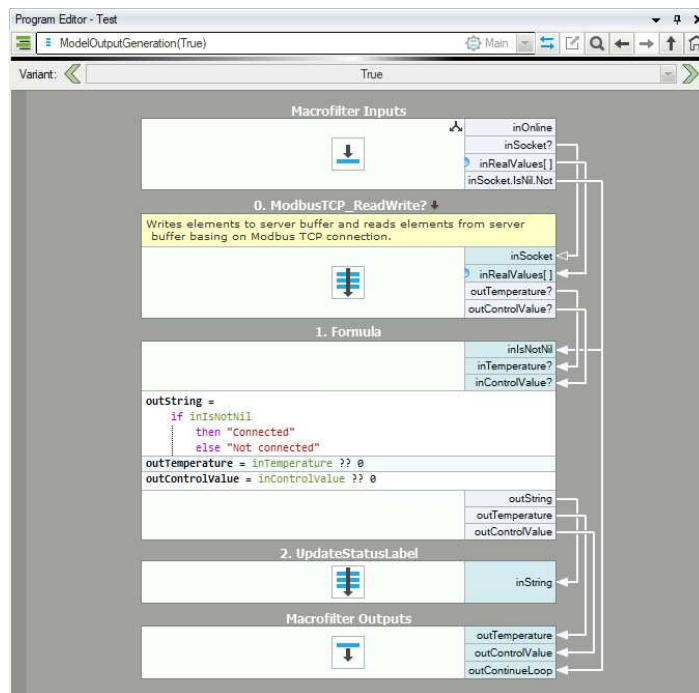 Program Editor - Test
ModelOutputGeneration(True)
Main
Variant:
True
Macrofilter Inputs
inOnline
inSocket?
inRealValues[ ]
inSocket.IsNil.Not
0. ModbusTCP_ReadWrite?
Writes elements to server buffer and reads elements from server
buffer basing on Modbus TCP connection.
inSocket
inRealValues[ ]
outTemperature?
outControlValue?
1. Formula
inIsNotNil
inTemperature?
inControlValue?
outString =
if inIsNotNil
then "Connected"
else "Not connected"
outTemperature = inTemperature ?? 0
outControlValue = inControlValue ?? 0
outString
outTemperature
outControlValue
2. UpdateStatusLabel
inString
Macrofilter Outputs
outTemperature
outControlValue
outContinueLoop